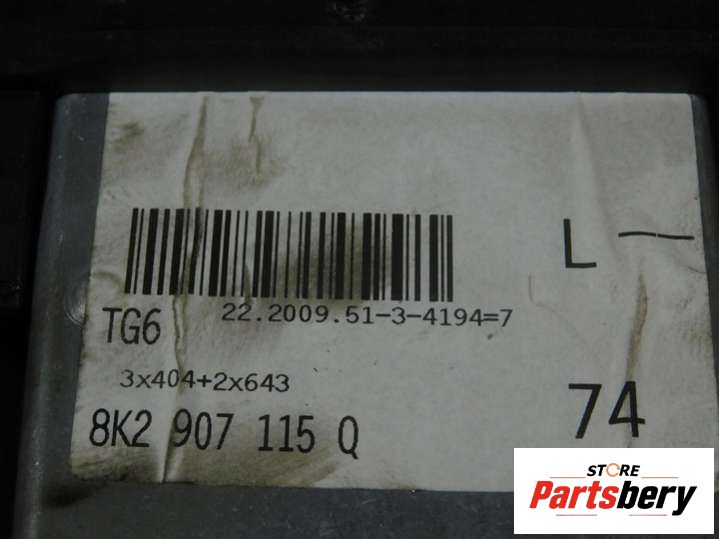 L —
22.2009.51-3-4194=7
TG6
3x404+2x643
74
8K2 907 115 Q
STORE
Partsbery